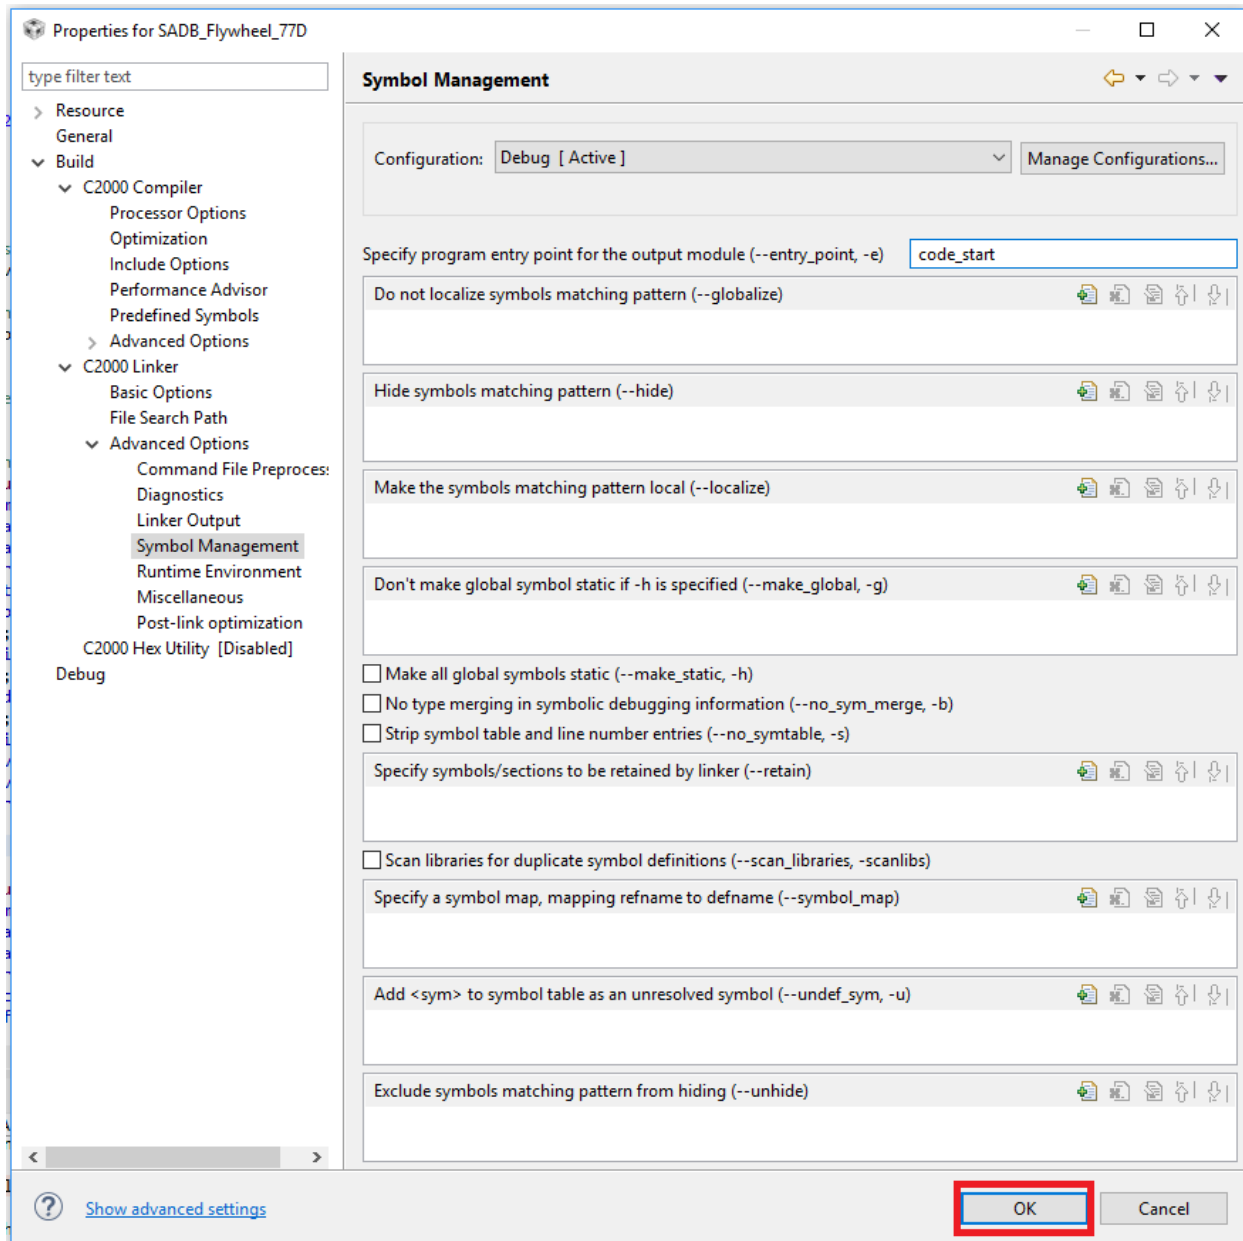 Properties for SADB_Flywheel_77D
type filter text
Resource
General
Build
C2000 Compiler
Processor Options
Optimization
Include Options
Performance Advisor
Predefined Symbols
Advanced Options
C2000 Linker
Basic Options
File Search Path
Advanced Options
Command File Preprocess
Diagnostics
Linker Output
Symbol Management
Runtime Environment
Miscellaneous
Post-link optimization
C2000 Hex Utility [Disabled]
Debug
Symbol Management
Configuration: Debug [ Active ] Manage Configurations...
Specify program entry point for the output module (--entry_point, -e) code_start
Do not localize symbols matching pattern (--globalize)
Hide symbols matching pattern (--hide)
Make the symbols matching pattern local (--localize)
Don't make global symbol static if -h is specified (--make_global, -g)
Make all global symbols static (--make_static, -h)
No type merging in symbolic debugging information (--no_sym_merge, -b)
Strip symbol table and line number entries (--no_symtable, -s)
Specify symbols/sections to be retained by linker (--retain)
Scan libraries for duplicate symbol definitions (--scan_libraries, -scanlibs)
Specify a symbol map, mapping refname to defname (--symbol_map)
Add <sym> to symbol table as an unresolved symbol (--undef_sym, -u)
Exclude symbols matching pattern from hiding (--unhide)
Show advanced settings
OK
Cancel